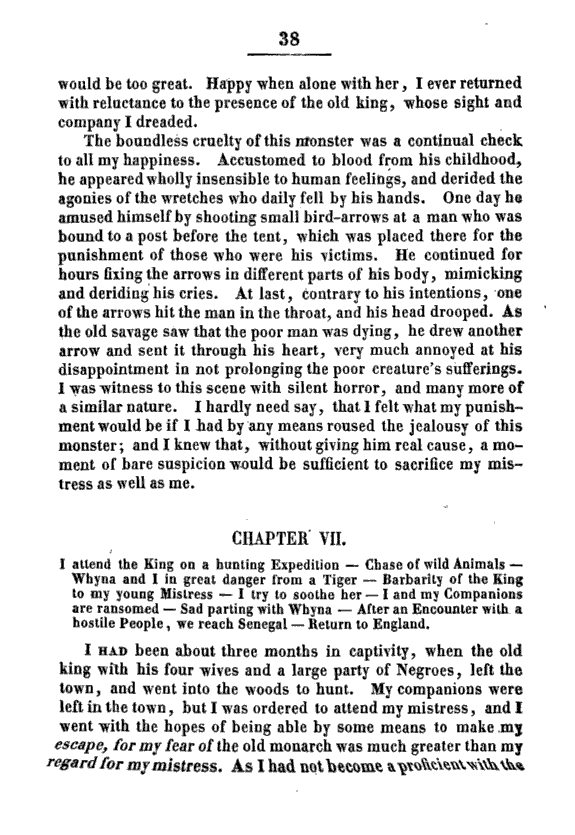 38
would be too great. Happy when alone with her, I ever returned
with reluctance to the presence of the old king, whose sight and
company I dreaded.
The boundless cruelty of this monster was a continual check
to all my happiness. Accustomed to blood from his childhood,
he appeared wholly insensible to human feelings, and derided the
agonies of the wretches who daily fell by his hands. One day he
amused himself by shooting small bird-arrows at a man who was
bound to a post before the tent, which was placed there for the
punishment of those who were his victims. He continued for
hours fixing the arrows in different parts of his body, mimicking
and deriding his cries. At last, contrary to his intentions, one
of the arrows hit the man in the throat, and his head drooped. As
the old savage saw that the poor man was dying, he drew another
arrow and sent it through his heart, very much annoyed at his
disappointment in not prolonging the poor creature's sufferings.
I was witness to this scene with silent horror, and many more of
a similar nature. I hardly need say, that I felt what my punish-
ment would be if I had by any means roused the jealousy of this
monster; and I knew that, without giving him real cause, a mo-
ment of bare suspicion would be sufficient to sacrifice my mis-
tress as well as me.
CHAPTER VII.
I attend the King on a hunting Expedition — Chase of wild Animals —
Whyna and I in great danger from a Tiger — Barbarity of the King
to my young Mistress — I try to soothe her — I and my Companions
are ransomed — Sad parting with Whyna — After an Encounter with a
hostile People, we reach Senegal — Return to England.
I HAD been about three months in captivity, when the old
king with his four wives and a large party of Negroes, left the
town, and went into the woods to hunt. My companions were
left in the town, but I was ordered to attend my mistress, and I
went with the hopes of being able by some means to make my
escape, for my fear of the old monarch was much greater than my
regard for my mistress. As I had not become a proficient with the